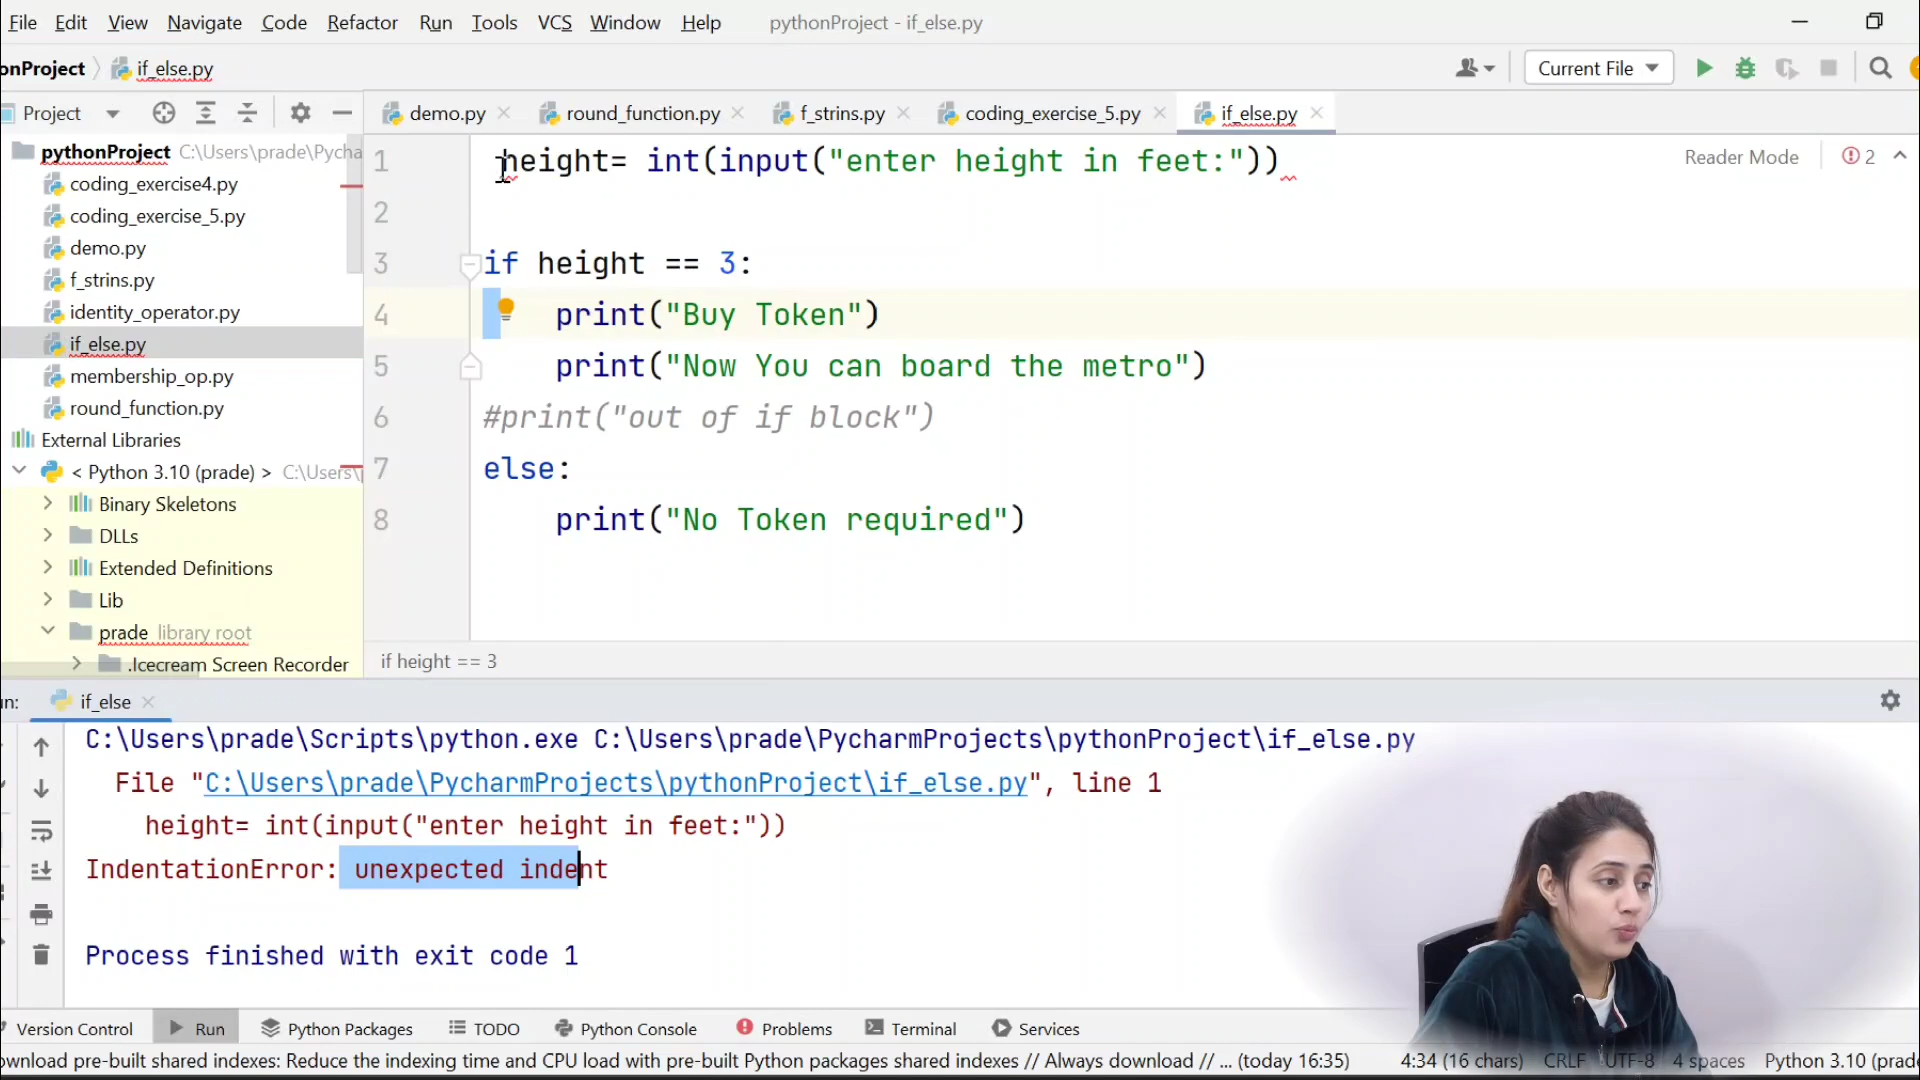 File Edit View Navigate Code Refactor Run Tools VCS Window Help pythonProject - if_else.py
onProject if_else.py Current File
Project demo.py round_function.py f_strins.py coding_exercise_5.py if_else.py
pythonProject C:\Users\prade\Pycha
coding_exercise4.py
coding_exercise_5.py
demo.py
f_strins.py
identity_operator.py
if_else.py
membership_op.py
round_function.py
External Libraries
< Python 3.10 (prade) > C:\Users\
Binary Skeletons
DLLs
Extended Definitions
Lib
prade library root
.Icecream Screen Recorder
1 height= int(input("enter height in feet:")) Reader Mode 2
2
3 if height == 3:
4 print("Buy Token")
5 print("Now You can board the metro")
6 #print("out of if block")
7 else:
8 print("No Token required")
if height == 3
un: if_else
C:\Users\prade\Scripts\python.exe C:\Users\prade\PycharmProjects\pythonProject\if_else.py
File "C:\Users\prade\PycharmProjects\pythonProject\if_else.py", line 1
height= int(input("enter height in feet:"))
IndentationError: unexpected indent
Process finished with exit code 1
Version Control Run Python Packages TODO Python Console Problems Terminal Services
ownload pre-built shared indexes: Reduce the indexing time and CPU load with pre-built Python packages shared indexes // Always download // ... (today 16:35) 4:34 (16 chars) CRLF UTF-8 4 spaces Python 3.10 (prade